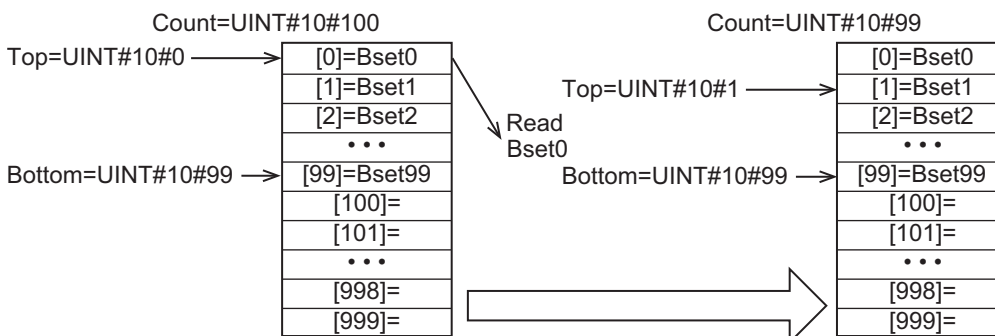 Count=UINT#10#100
Top=UINT#10#0
[0]=Bset0
[1]=Bset1
[2]=Bset2
• • •
Bottom=UINT#10#99
[99]=Bset99
[100]=
[101]=
• • •
[998]=
[999]=
Read
Bset0
Count=UINT#10#99
[0]=Bset0
Top=UINT#10#1
[1]=Bset1
[2]=Bset2
• • •
Bottom=UINT#10#99
[99]=Bset99
[100]=
[101]=
• • •
[998]=
[999]=